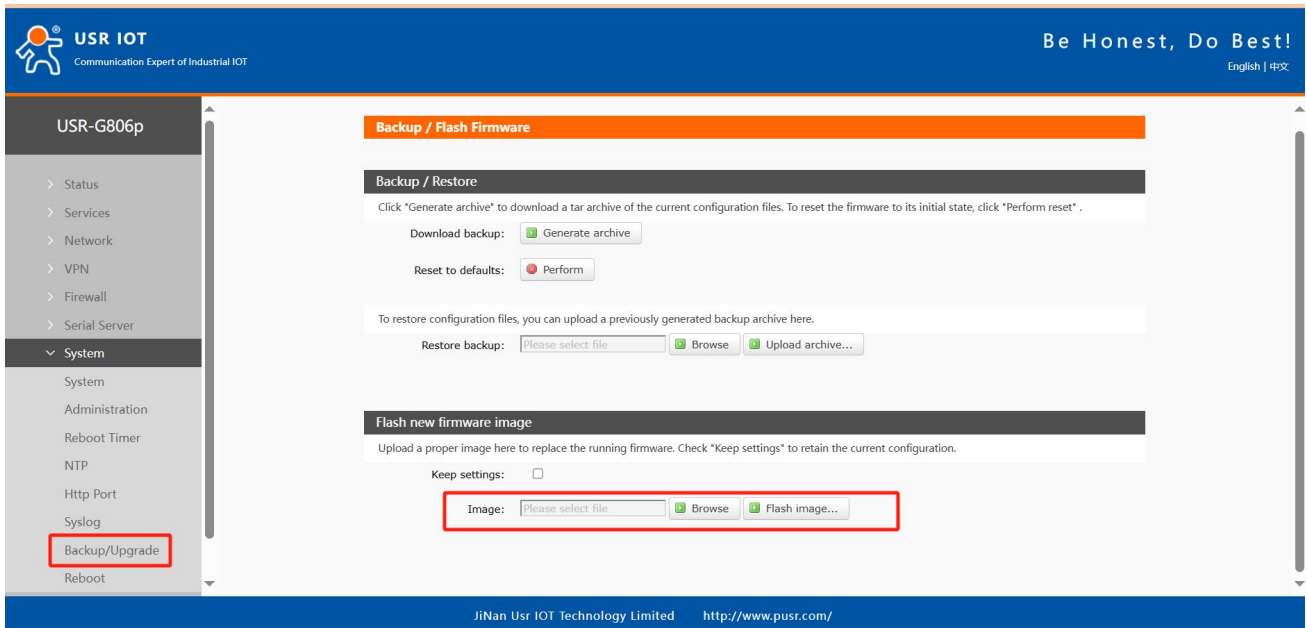 USR IOT
Communication Expert of Industrial IOT
Be Honest, Do Best!
English | 中文
USR-G806p
Status
Services
Network
VPN
Firewall
Serial Server
System
System
Administration
Reboot Timer
NTP
Http Port
Syslog
Backup/Upgrade
Reboot
Backup / Flash Firmware
Backup / Restore
Click "Generate archive" to download a tar archive of the current configuration files. To reset the firmware to its initial state, click "Perform reset" .
Download backup: Generate archive
Reset to defaults: Perform
To restore configuration files, you can upload a previously generated backup archive here.
Restore backup: Please select file Browse Upload archive...
Flash new firmware image
Upload a proper image here to replace the running firmware. Check "Keep settings" to retain the current configuration.
Keep settings:
Image: Please select file Browse Flash image...
JiNan Usr IOT Technology Limited http://www.pusr.com/